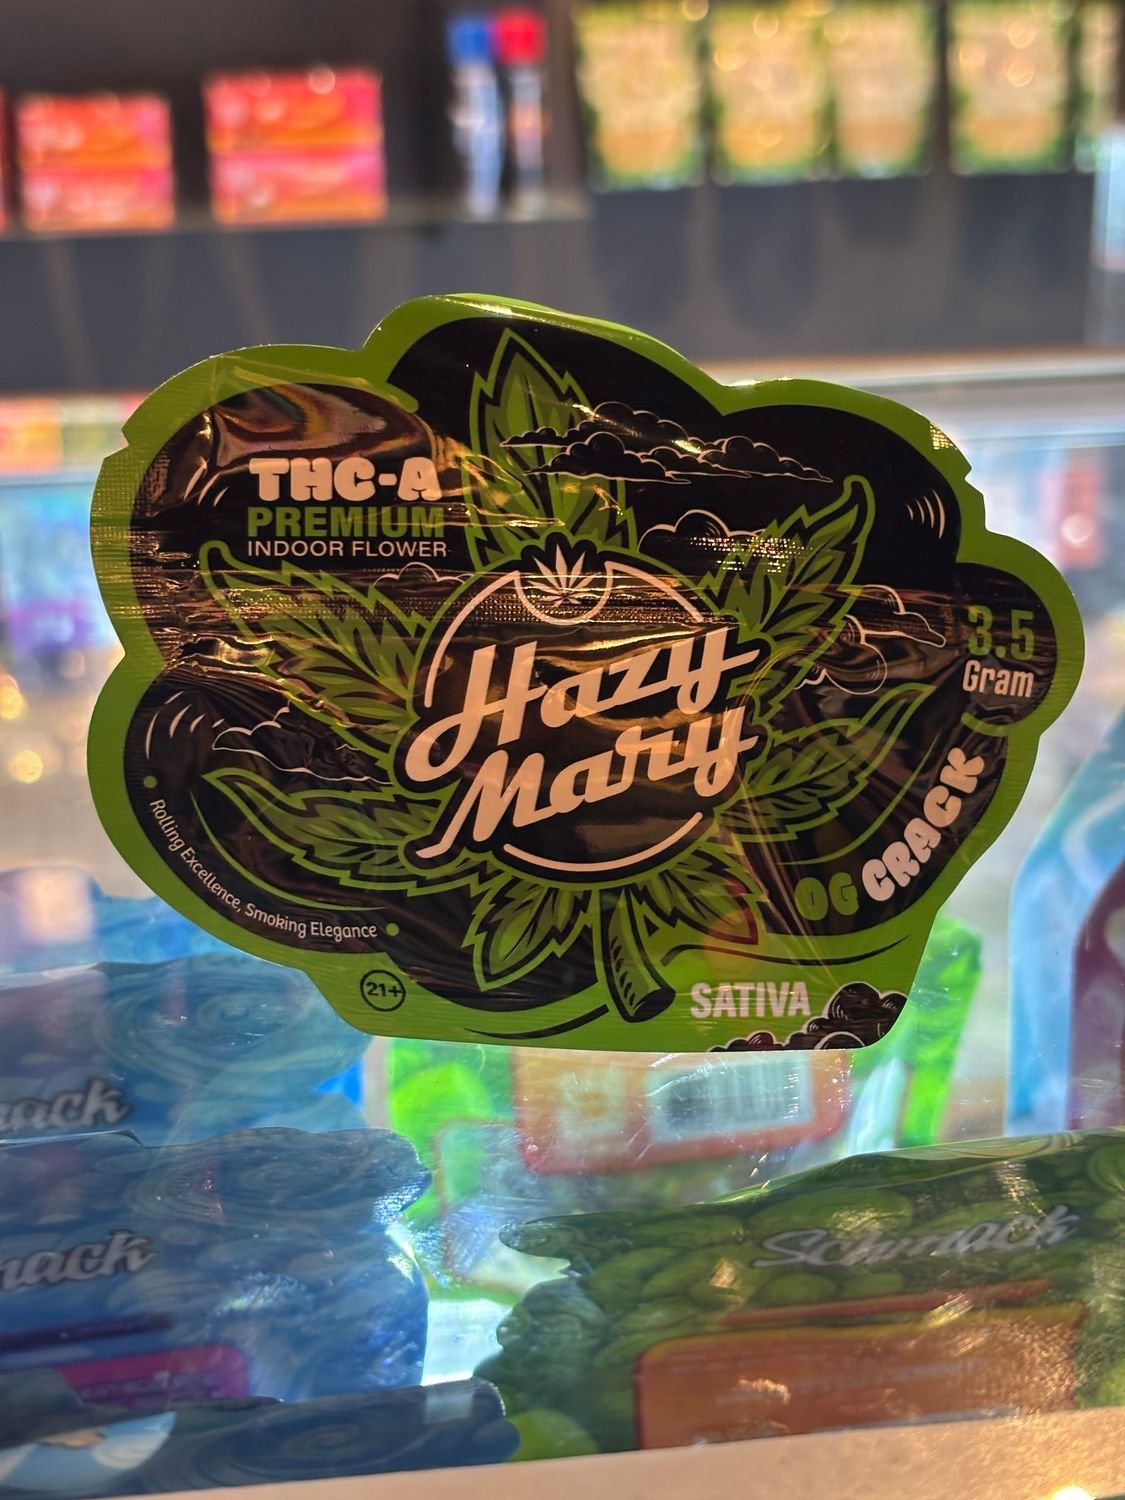 THC-A
PREMIUM
INDOOR FLOWER
Hazy
Mary
3.5
Gram
OG CRACK
Rolling Excellence, Smoking Elegance
21+
SATIVA
Schmack